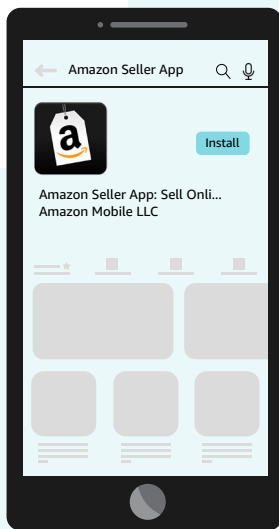 Amazon Seller App
a
Install
Amazon Seller App: Sell Onli...
Amazon Mobile LLC